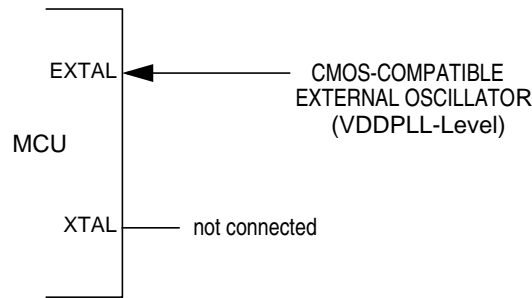 EXTAL
CMOS-COMPATIBLE
EXTERNAL OSCILLATOR
(VDDPLL-Level)
MCU
XTAL
not connected